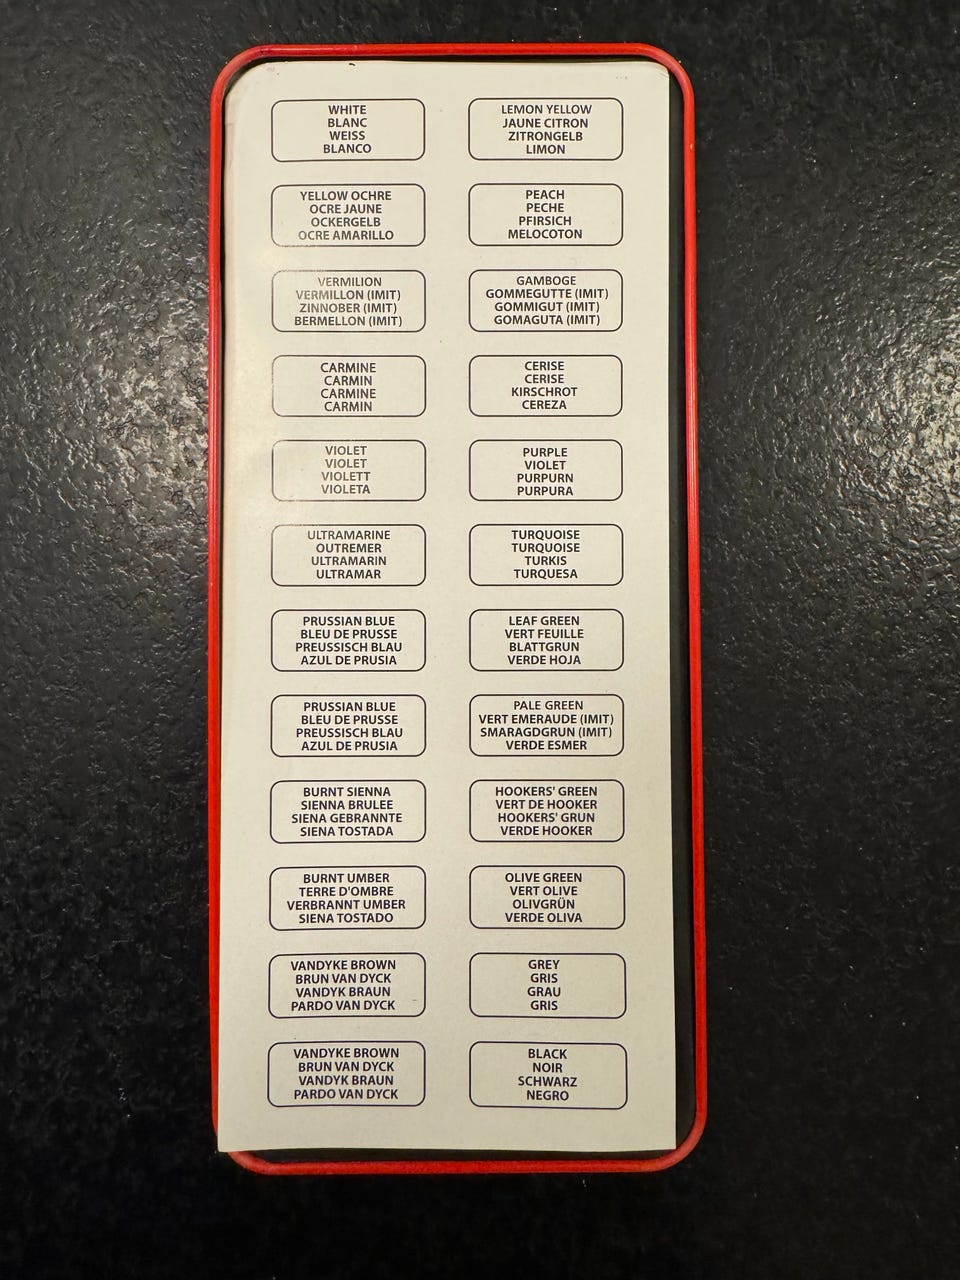 WHITE
BLANC
WEISS
BLANCO
LEMON YELLOW
JAUNE CITRON
ZITRONGELB
LIMON
YELLOW OCHRE
OCRE JAUNE
OCKERGELB
OCRE AMARILLO
PEACH
PECHE
PFIRSICH
MELOCOTON
VERMILION
VERMILLON (IMIT)
ZINNOBER (IMIT)
BERMELLON (IMIT)
GAMBOGE
GOMMEGUTTE (IMIT)
GOMMIGUT (IMIT)
GOMAGUTA (IMIT)
CARMINE
CARMIN
CARMINE
CARMIN
CERISE
CERISE
KIRSCHROT
CEREZA
VIOLET
VIOLET
VIOLETT
VIOLETA
PURPLE
VIOLET
PURPURN
PURPURA
ULTRAMARINE
OUTREMER
ULTRAMARIN
ULTRAMAR
TURQUOISE
TURQUOISE
TURKIS
TURQUESA
PRUSSIAN BLUE
BLEU DE PRUSSE
PREUSSISCH BLAU
AZUL DE PRUSIA
LEAF GREEN
VERT FEUILLE
BLATTGRUN
VERDE HOJA
PRUSSIAN BLUE
BLEU DE PRUSSE
PREUSSISCH BLAU
AZUL DE PRUSIA
PALE GREEN
VERT EMERAUDE (IMIT)
SMARAGDGRUN (IMIT)
VERDE ESMER
BURNT SIENNA
SIENNA BRULEE
SIENA GEBRANNTE
SIENA TOSTADA
HOOKERS' GREEN
VERT DE HOOKER
HOOKERS' GRUN
VERDE HOOKER
BURNT UMBER
TERRE D'OMBRE
VERBRANNT UMBER
SIENA TOSTADO
OLIVE GREEN
VERT OLIVE
OLIVGRÜN
VERDE OLIVA
VANDYKE BROWN
BRUN VAN DYCK
VANDYK BRAUN
PARDO VAN DYCK
GREY
GRIS
GRAU
GRIS
VANDYKE BROWN
BRUN VAN DYCK
VANDYK BRAUN
PARDO VAN DYCK
BLACK
NOIR
SCHWARZ
NEGRO